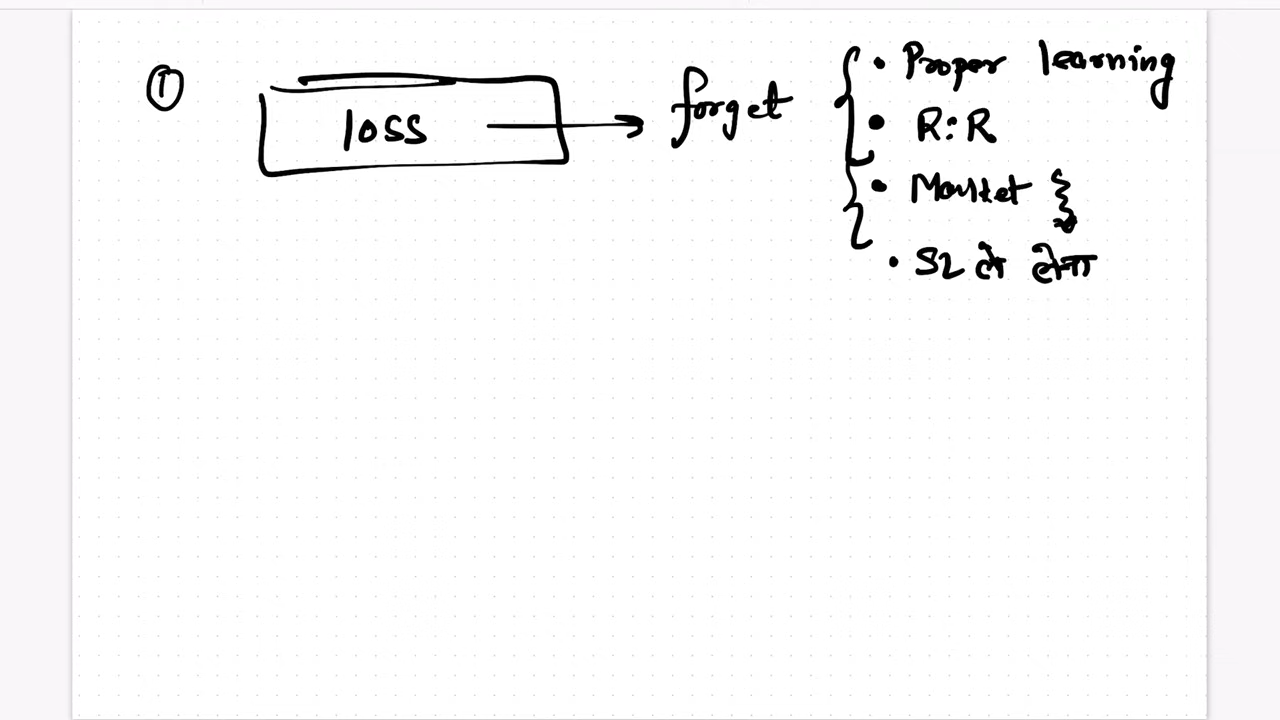 ① loss → forget
• Proper learning
• R:R
• Market
• SL ले लेना